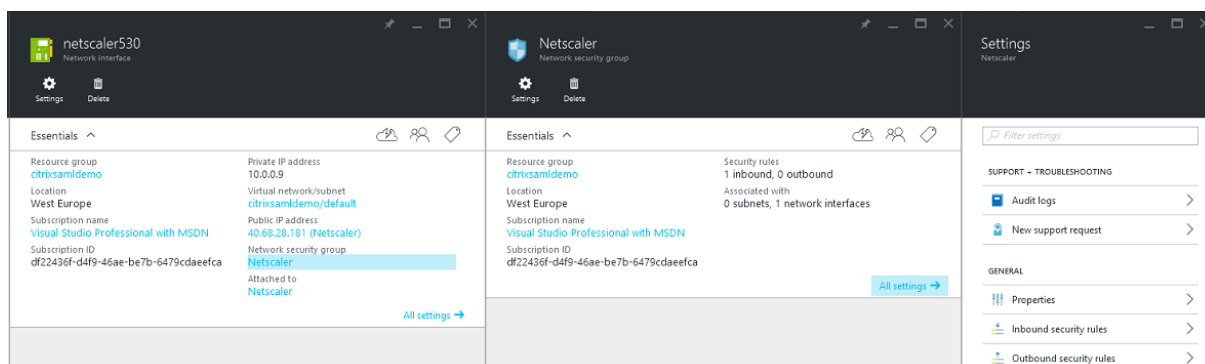 netscaler530
Network interface
Settings
Delete
Essentials
Resource group
citrixsamldemo
Location
West Europe
Subscription name
Visual Studio Professional with MSDN
Subscription ID
df22436f-d4f9-46ae-be7b-6479cdaeefca
Private IP address
10.0.0.9
Virtual network/subnet
citrixsamldemo/default
Public IP address
40.68.28.181 (Netscaler)
Network security group
Netscaler
Attached to
Netscaler
All settings →
Netscaler
Network security group
Settings
Delete
Essentials
Resource group
citrixsamldemo
Location
West Europe
Subscription name
Visual Studio Professional with MSDN
Subscription ID
df22436f-d4f9-46ae-be7b-6479cdaeefca
Security rules
1 inbound, 0 outbound
Associated with
0 subnets, 1 network interfaces
All settings →
Settings
Netscaler
Filter settings
SUPPORT + TROUBLESHOOTING
Audit logs
New support request
GENERAL
Properties
Inbound security rules
Outbound security rules